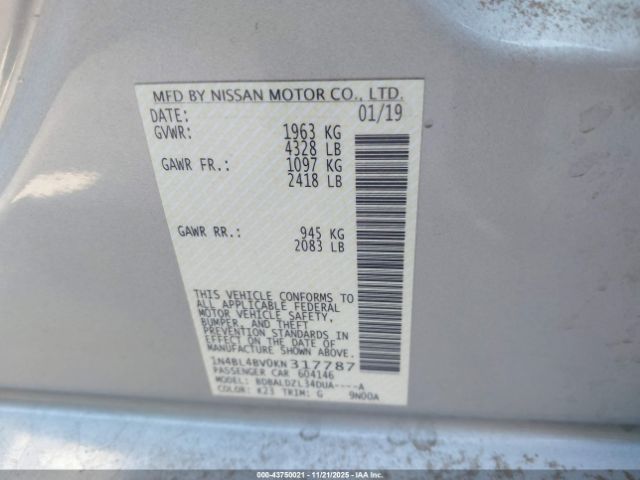 MFD BY NISSAN MOTOR CO., LTD.
DATE: 01/19
GVWR: 1963 KG
4328 LB
GAWR FR.: 1097 KG
2418 LB
GAWR RR.: 945 KG
2083 LB
THIS VEHICLE CONFORMS TO
ALL APPLICABLE FEDERAL
MOTOR VEHICLE SAFETY,
BUMPER, AND THEFT
PREVENTION STANDARDS IN
EFFECT ON THE DATE OF
MANUFACTURE SHOWN ABOVE.
1N4BL4BV0KN317787
PASSENGER CAR 604146
MODEL: BDBALDZL34DUA----A
COLOR: K23 TRIM: G 9N00A
000-43750021 - 11/21/2025 - IAAI